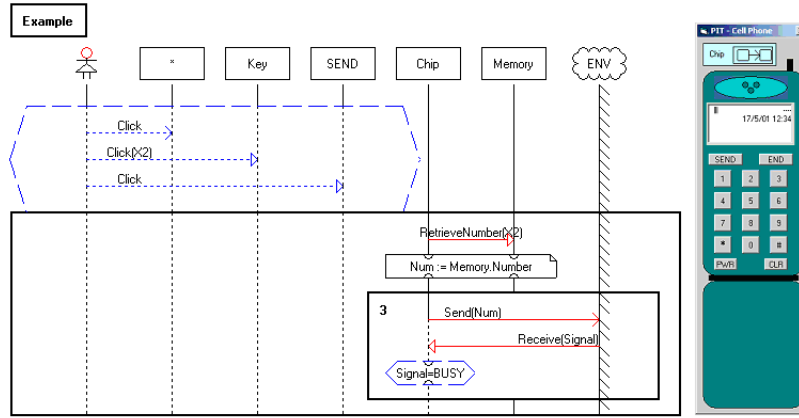 Example
*
Key
SEND
Chip
Memory
ENV
Click
Click(X2)
Click
RetrieveNumber(X2)
Num := Memory.Number
3
Send(Num)
Receive(Signal)
Signal=BUSY
PIT - Cell Phone
Chip
17/5/01 12:34
SEND END
1 2 3
4 5 6
7 8 9
* 0 #
PWR CLR